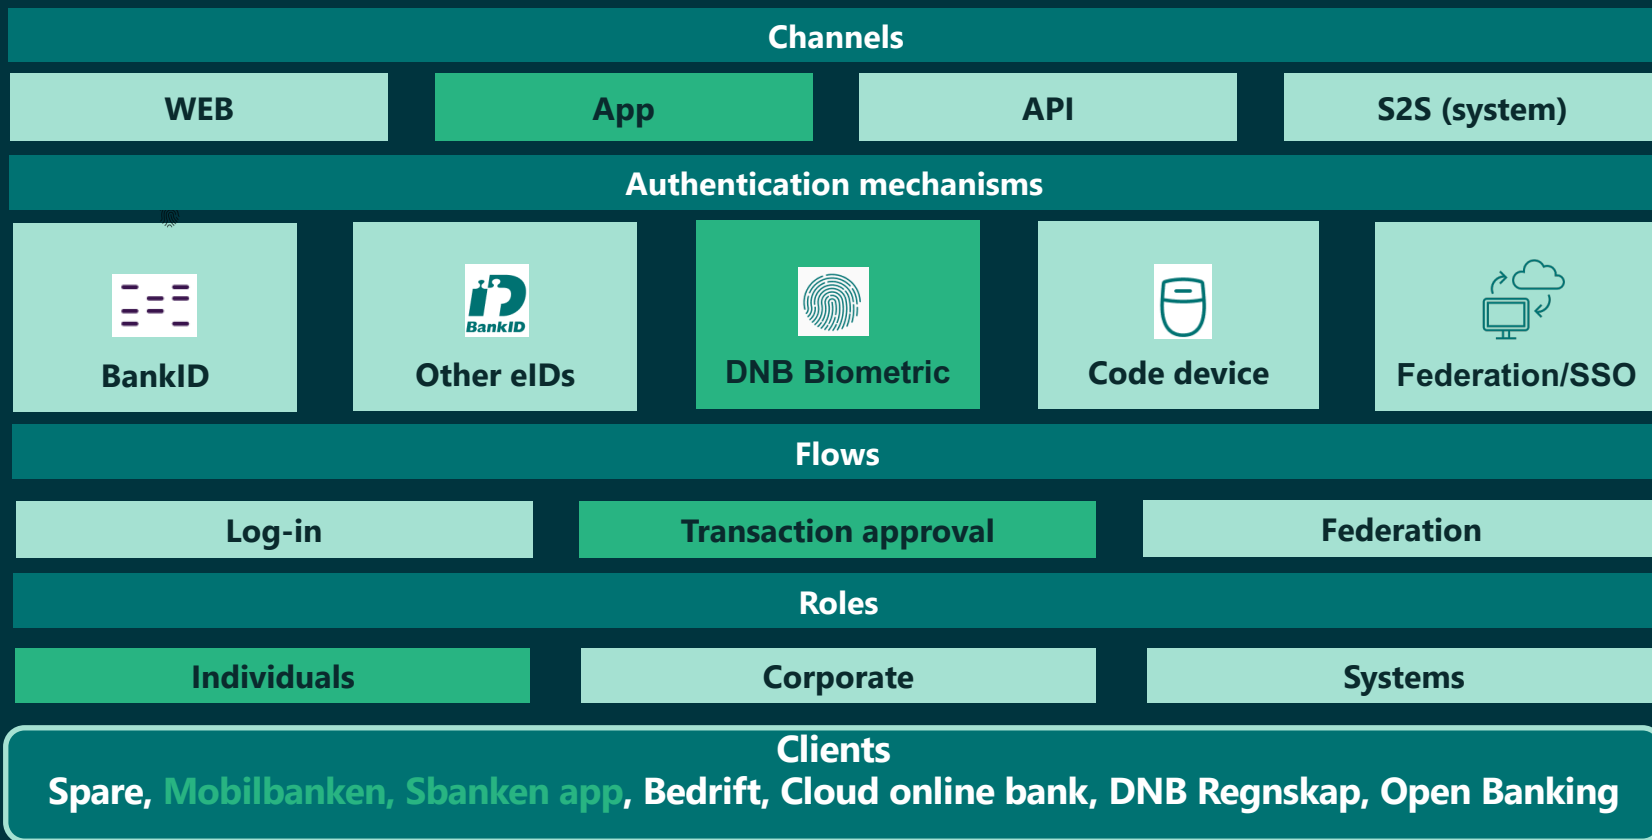 Channels
WEB
App
API
S2S (system)
Authentication mechanisms
BankID
BankID
Other eIDs
DNB Biometric
Code device
Federation/SSO
Flows
Log-in
Transaction approval
Federation
Roles
Individuals
Corporate
Systems
Clients
Spare, Mobilbanken, Sbanken app, Bedrift, Cloud online bank, DNB Regnskap, Open Banking